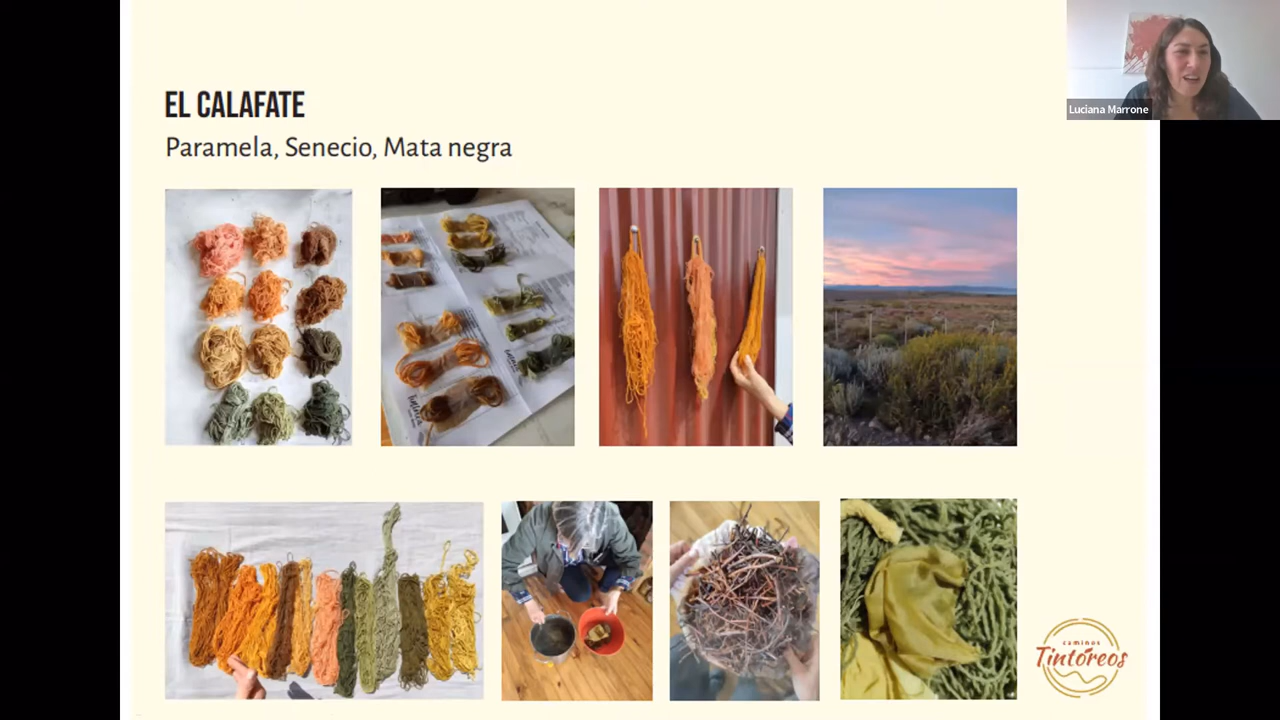 EL CALAFATE
Paramela, Senecio, Mata negra
Luciana Marrone
caminos
Tintóreos